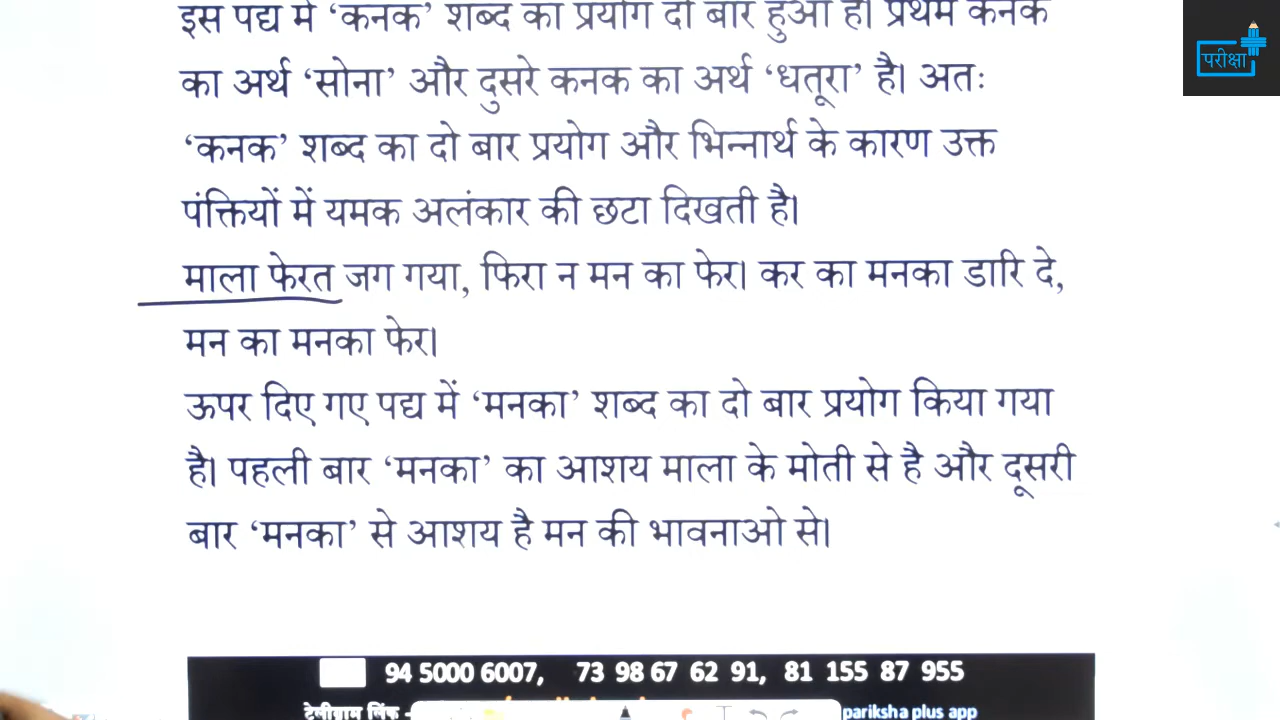 इस पद्य में ‘कनक’ शब्द का प्रयोग दो बार हुआ है। प्रथम कनक
परीक्षा
का अर्थ ‘सोना’ और दुसरे कनक का अर्थ ‘धतूरा’ है। अतः
‘कनक’ शब्द का दो बार प्रयोग और भिन्नार्थ के कारण उक्त
पंक्तियों में यमक अलंकार की छटा दिखती है।
माला फेरत जग गया, फिरा न मन का फेर। कर का मनका डारि दे,
मन का मनका फेर।
ऊपर दिए गए पद्य में ‘मनका’ शब्द का दो बार प्रयोग किया गया
है। पहली बार ‘मनका’ का आशय माला के मोती से है और दूसरी
बार ‘मनका’ से आशय है मन की भावनाओ से।
94 5000 6007, 73 98 67 62 91, 81 155 87 955
टेलीग्राम लिंक - pariksha plus app